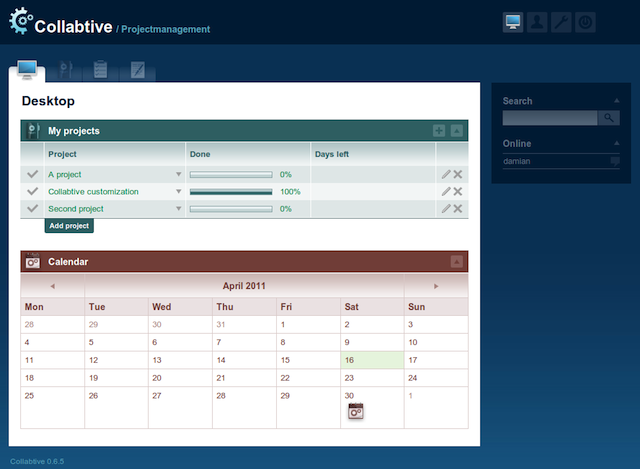 Collabtive / Projectmanagement
Desktop
My projects
Project Done Days left
A project 0%
Collabtive customization 100%
Second project 0%
Add project
Calendar
April 2011
Mon Tue Wed Thu Fri Sat Sun
28 29 30 31 1 2 3
4 5 6 7 8 9 10
11 12 13 14 15 16 17
18 19 20 21 22 23 24
25 26 27 28 29 30 1
Search
Online
damian
Collabtive 0.6.5